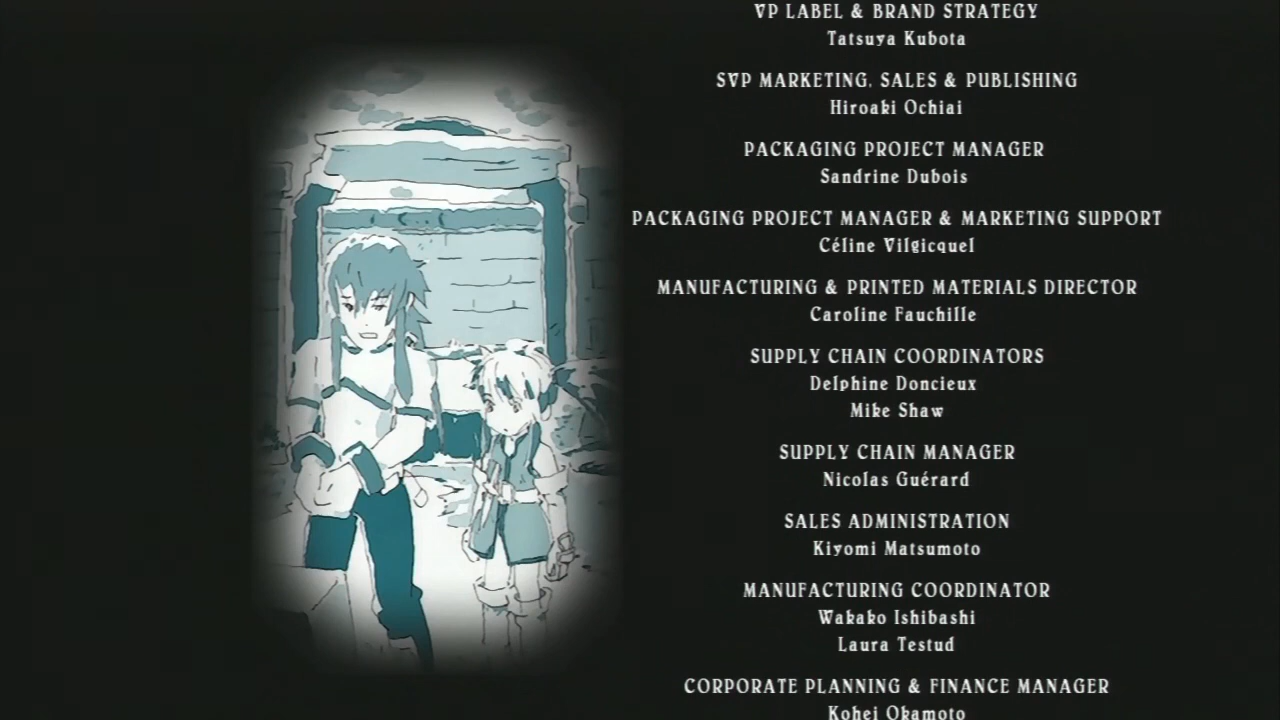 VP LABEL & BRAND STRATEGY
Tatsuya Kubota
SVP MARKETING, SALES & PUBLISHING
Hiroaki Ochiai
PACKAGING PROJECT MANAGER
Sandrine Dubois
PACKAGING PROJECT MANAGER & MARKETING SUPPORT
Céline Vilgicquel
MANUFACTURING & PRINTED MATERIALS DIRECTOR
Caroline Fauchille
SUPPLY CHAIN COORDINATORS
Delphine Doncieux
Mike Shaw
SUPPLY CHAIN MANAGER
Nicolas Guérard
SALES ADMINISTRATION
Kiyomi Matsumoto
MANUFACTURING COORDINATOR
Wakako Ishibashi
Laura Testud
CORPORATE PLANNING & FINANCE MANAGER
Kohei Okamoto